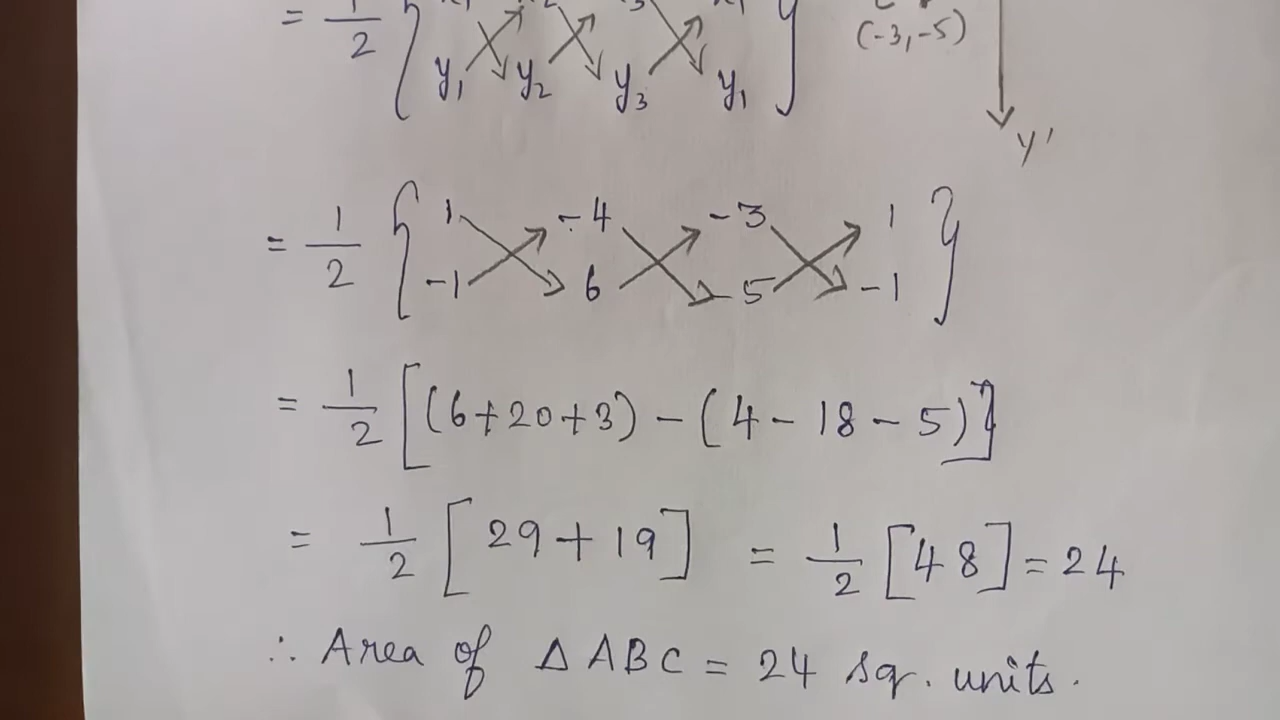 = 1/2 { y₁ y₂ y₃ y₁ }
(-3,-5)
y'
= 1/2 { 1 -4 -3 1
-1 6 -5 -1 }
= 1/2 [(6+20+3) - (4-18-5)]
= 1/2 [29+19] = 1/2 [48] = 24
∴ Area of ΔABC = 24 sq. units.